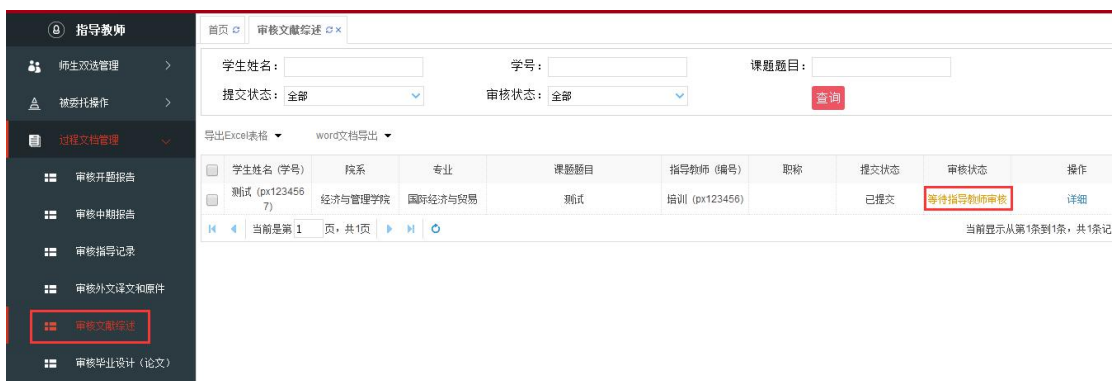 指导教师
师生双选管理
被委托操作
过程文档管理
审核开题报告
审核中期报告
审核指导记录
审核外文译文和原件
审核文献综述
审核毕业设计（论文）
首页 审核文献综述
学生姓名： 学号： 课题题目：
提交状态： 全部 审核状态： 全部 查询
导出Excel表格 word文档导出
学生姓名 (学号) 院系 专业 课题题目 指导教师 (编号) 职称 提交状态 审核状态 操作
测试 (px123456 经济与管理学院 国际经济与贸易 测试 培训 (px123456) 已提交 等待指导教师审核 详细
7)
当前是第 1 页，共1页 当前显示从第1条到1条，共1条记